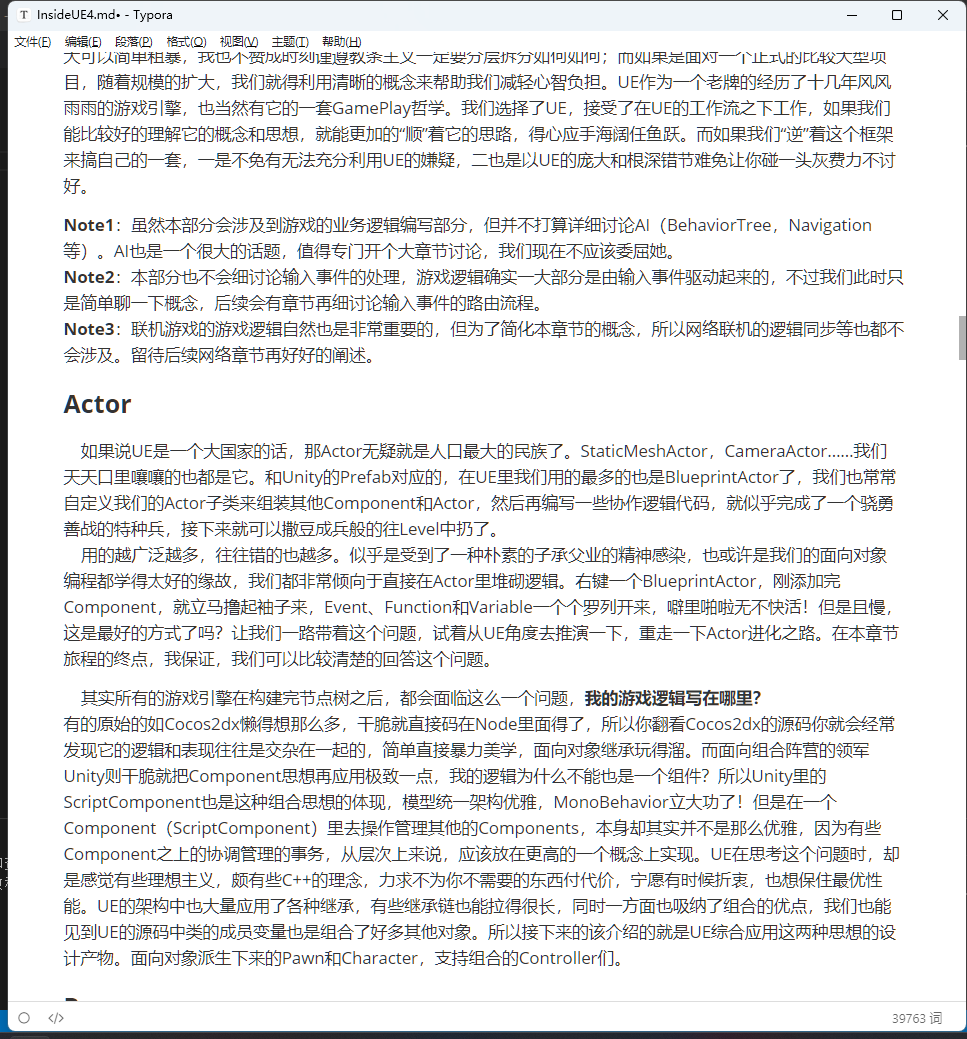 InsideUE4.md• - Typora
文件(F) 编辑(E) 段落(P) 格式(O) 视图(V) 主题(T) 帮助(H)
大可以简单粗暴，我也不赞成时刻谨遵教条主义一定要分层拆分如何如何；而如果是面对一个正式的比较大型项
目，随着规模的扩大，我们就得利用清晰的概念来帮助我们减轻心智负担。UE作为一个老牌的经历了十几年风风
雨雨的游戏引擎，也当然有它的一套GamePlay哲学。我们选择了UE，接受了在UE的工作流之下工作，如果我们
能比较好的理解它的概念和思想，就能更加的“顺”着它的思路，得心应手海阔任鱼跃。而如果我们“逆”着这个框架
来搞自己的一套，一是不免有无法充分利用UE的嫌疑，二也是以UE的庞大和根深错节难免让你碰一头灰费力不讨
好。
Note1：虽然本部分会涉及到游戏的业务逻辑编写部分，但并不打算详细讨论AI（BehaviorTree，Navigation
等）。AI也是一个很大的话题，值得专门开个大章节讨论，我们现在不应该委屈她。
Note2：本部分也不会细讨论输入事件的处理，游戏逻辑确实一大部分是由输入事件驱动起来的，不过我们此时只
是简单聊一下概念，后续会有章节再细讨论输入事件的路由流程。
Note3：联机游戏的游戏逻辑自然也是非常重要的，但为了简化本章节的概念，所以网络联机的逻辑同步等也都不
会涉及。留待后续网络章节再好好的阐述。
Actor
如果说UE是一个大国家的话，那Actor无疑就是人口最大的民族了。StaticMeshActor，CameraActor......我们
天天口里嚷嚷的也都是它。和Unity的Prefab对应的，在UE里我们用的最多的也是BlueprintActor了，我们也常常
自定义我们的Actor子类来组装其他Component和Actor，然后再编写一些协作逻辑代码，就似乎完成了一个骁勇
善战的特种兵，接下来就可以撒豆成兵般的往Level中扔了。
用的越广泛越多，往往错的也越多。似乎是受到了一种朴素的子承父业的精神感染，也或许是我们的面向对象
编程都学得太好的缘故，我们都非常倾向于直接在Actor里堆砌逻辑。右键一个BlueprintActor，刚添加完
Component，就立马撸起袖子来，Event、Function和Variable一个个罗列开来，噼里啪啦无不快活！但是且慢，
这是最好的方式了吗？让我们一路带着这个问题，试着从UE角度去推演一下，重走一下Actor进化之路。在本章节
旅程的终点，我保证，我们可以比较清楚的回答这个问题。
其实所有的游戏引擎在构建完节点树之后，都会面临这么一个问题，我的游戏逻辑写在哪里？
有的原始的如Cocos2dx懒得想那么多，干脆就直接码在Node里面得了，所以你翻看Cocos2dx的源码你就会经常
发现它的逻辑和表现往往是交杂在一起的，简单直接暴力美学，面向对象继承玩得溜。而面向组合阵营的领军
Unity则干脆就把Component思想再应用极致一点，我的逻辑为什么不能也是一个组件？所以Unity里的
ScriptComponent也是这种组合思想的体现，模型统一架构优雅，MonoBehavior立大功了！但是在一个
Component（ScriptComponent）里去操作管理其他的Components，本身却其实并不是那么优雅，因为有些
Component之上的协调管理的事务，从层次上来说，应该放在更高的一个概念上实现。UE在思考这个问题时，却
是感觉有些理想主义，颇有些C++的理念，力求不为你不需要的东西付代价，宁愿有时候折衷，也想保住最优性
能。UE的架构中也大量应用了各种继承，有些继承链也能拉得很长，同时一方面也吸纳了组合的优点，我们也能
见到UE的源码中类的成员变量也是组合了好多其他对象。所以接下来的该介绍的就是UE综合应用这两种思想的设
计产物。面向对象派生下来的Pawn和Character，支持组合的Controller们。
</> 39763 词